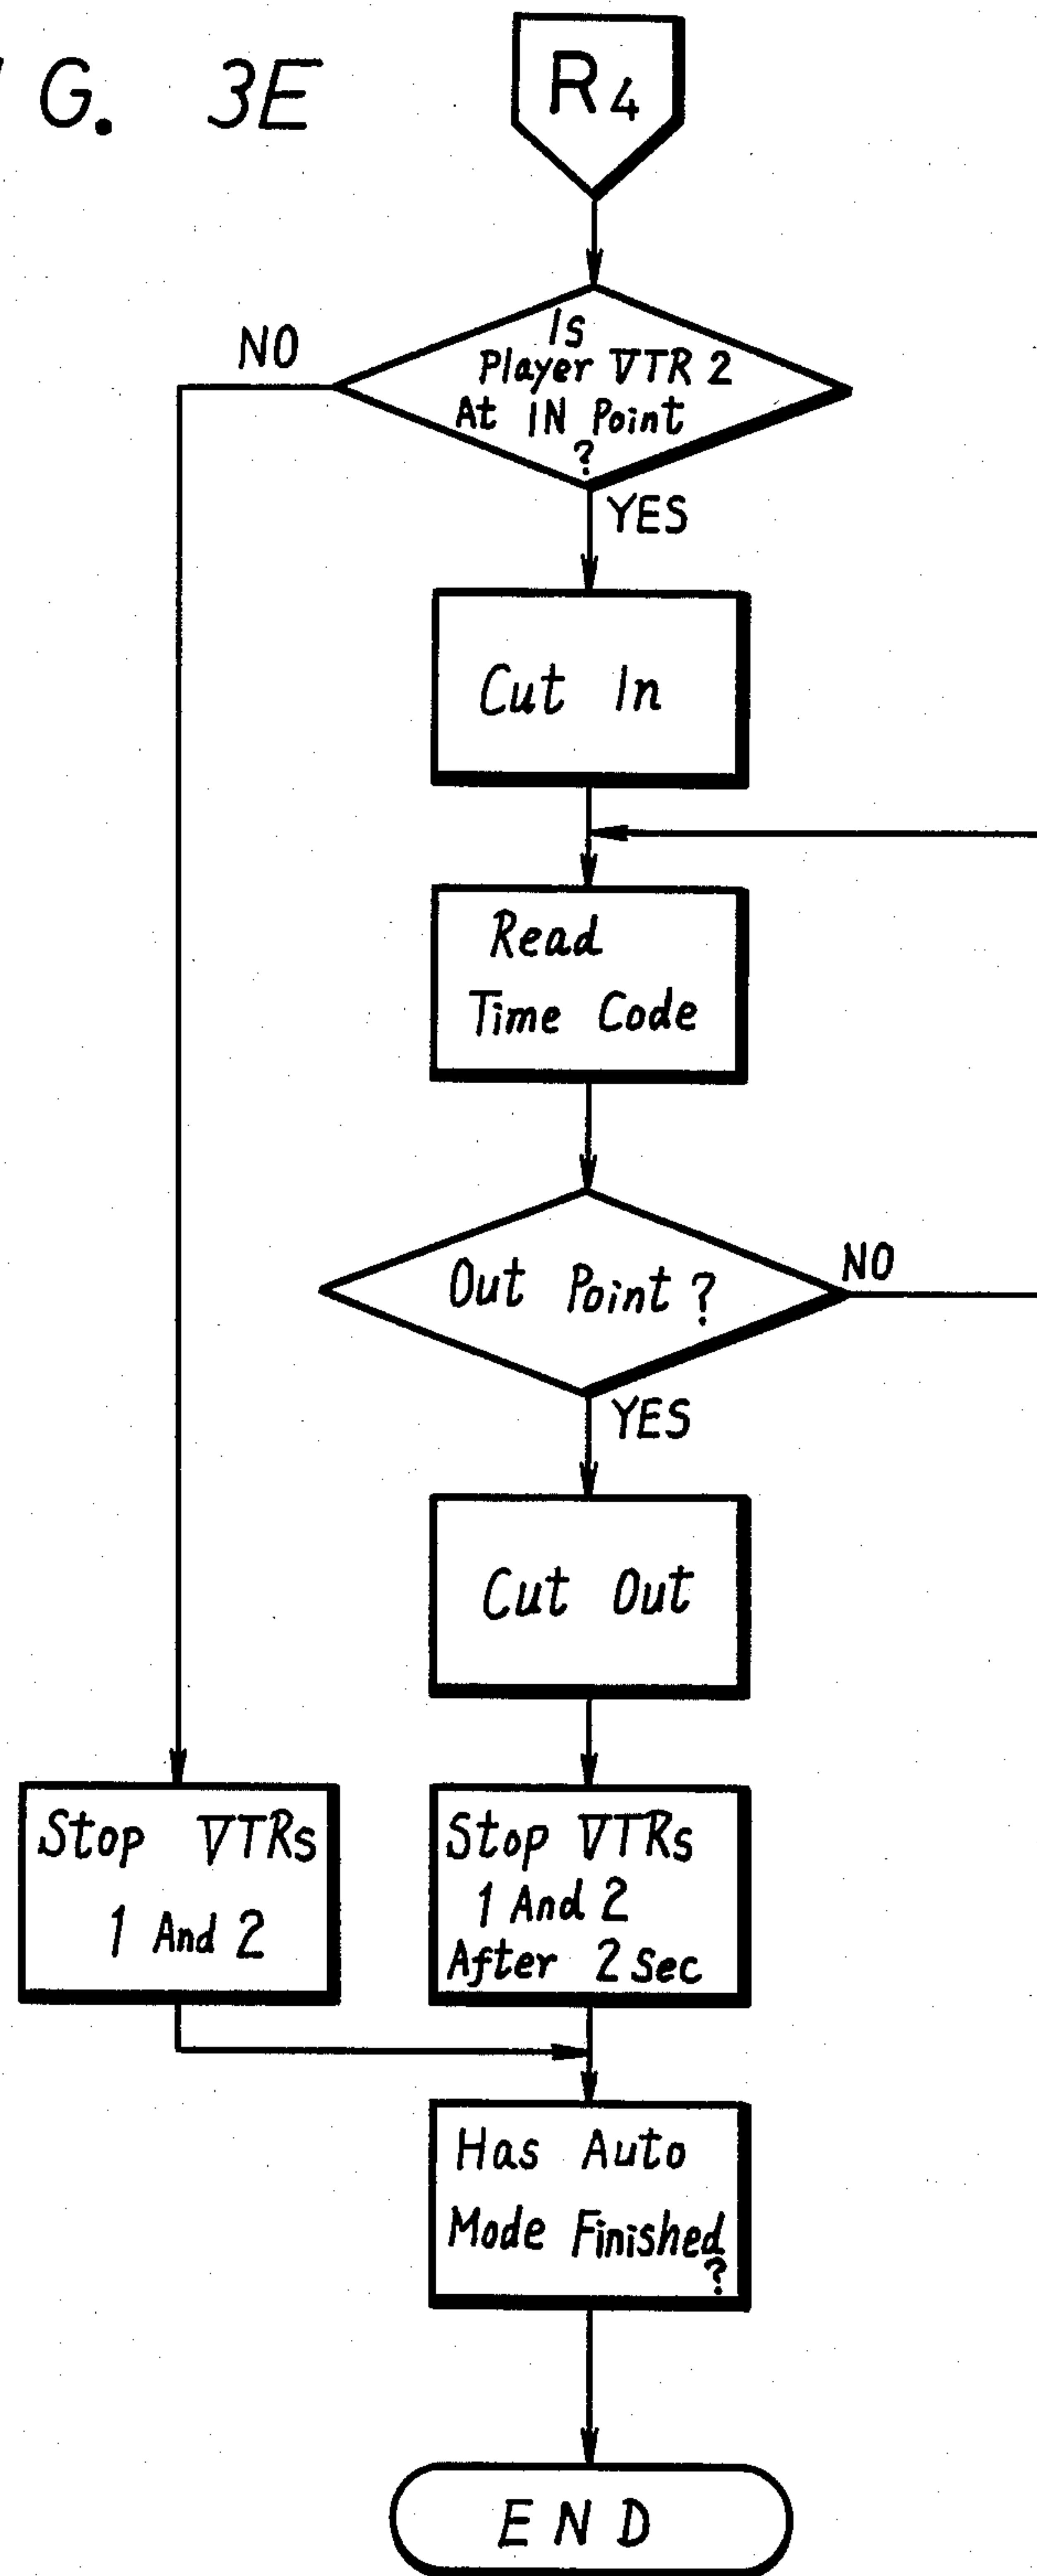 G. 3E
R4
Is
Player VTR 2
At IN Point
?
NO
YES
Cut In
Read
Time Code
Out Point?
NO
YES
Cut Out
Stop VTRs
1 And 2
Stop VTRs
1 And 2
After 2 Sec
Has Auto
Mode Finished
?
END